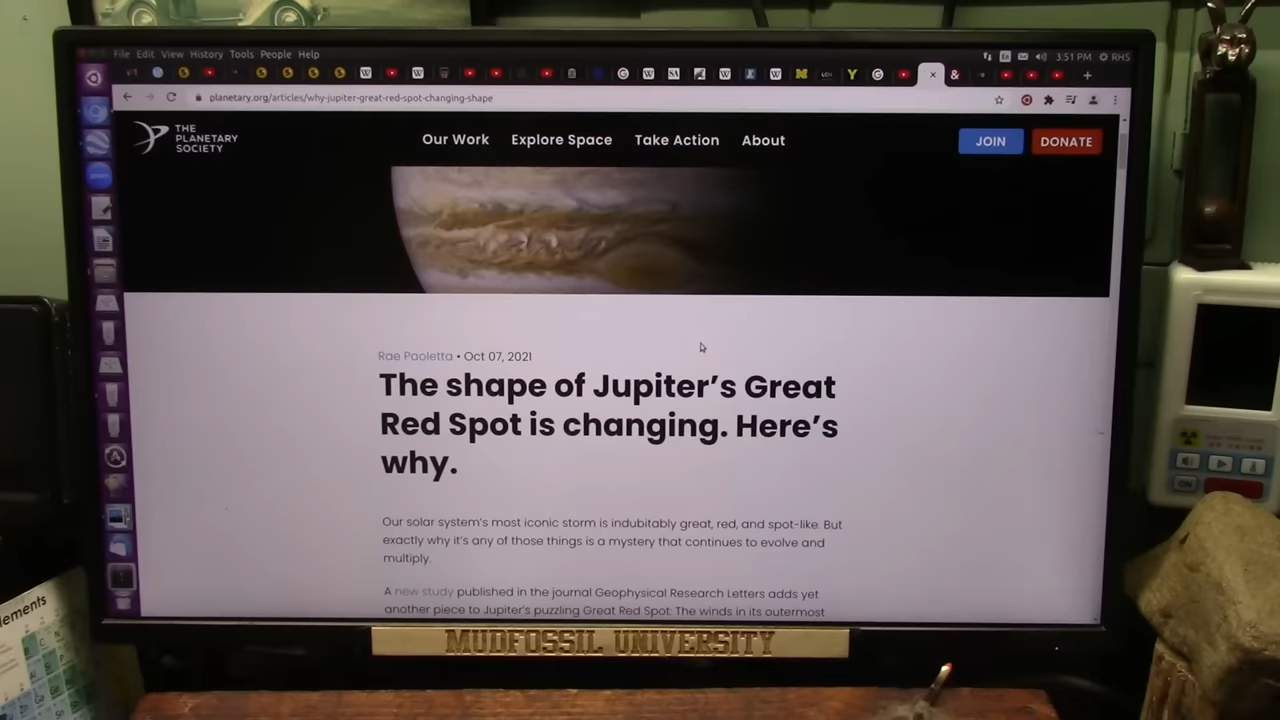 File Edit View History Tools People Help
3:51 PM RHS
planetary.org/articles/why-jupiter-great-red-spot-changing-shape
THE
PLANETARY
SOCIETY
Our Work Explore Space Take Action About
JOIN DONATE
Rae Paoletta • Oct 07, 2021
The shape of Jupiter’s Great
Red Spot is changing. Here’s
why.
Our solar system’s most iconic storm is indubitably great, red, and spot-like. But
exactly why it’s any of those things is a mystery that continues to evolve and
multiply.
A new study published in the journal Geophysical Research Letters adds yet
another piece to Jupiter’s puzzling Great Red Spot: The winds in its outermost
MUDFOSSIL UNIVERSITY
lements
ON